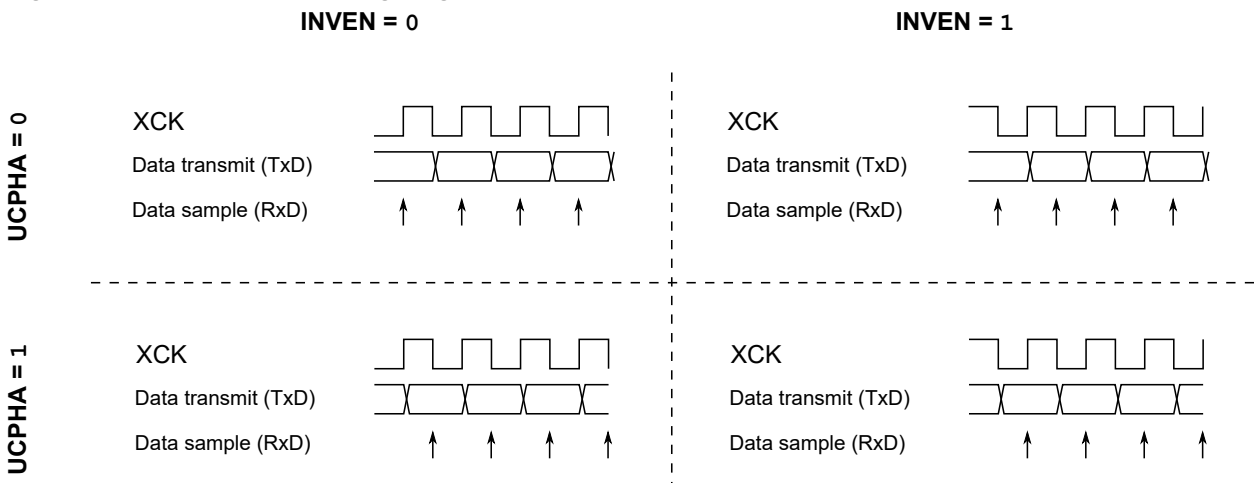 INVEN = 0
INVEN = 1
UCPHA = 0
XCK
Data transmit (TxD)
Data sample (RxD)
XCK
Data transmit (TxD)
Data sample (RxD)
UCPHA = 1
XCK
Data transmit (TxD)
Data sample (RxD)
XCK
Data transmit (TxD)
Data sample (RxD)